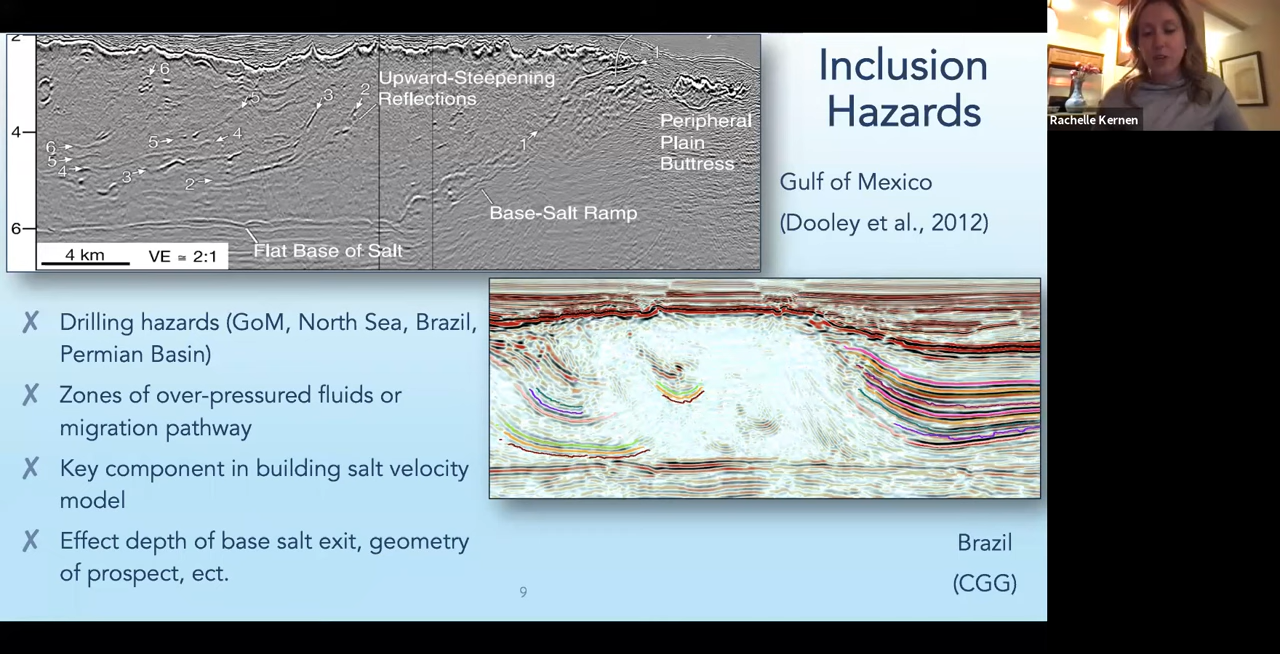 2
Upward-Steepening
Reflections
6
5
3
2
1
4
5
4
6
5
4
3
2
1
Peripheral
Plain
Buttress
Base-Salt Ramp
6
Flat Base of Salt
4 km
VE = 2:1
Inclusion
Hazards
Rachelle Kernen
Gulf of Mexico
(Dooley et al., 2012)
✗ Drilling hazards (GoM, North Sea, Brazil,
Permian Basin)
✗ Zones of over-pressured fluids or
migration pathway
✗ Key component in building salt velocity
model
✗ Effect depth of base salt exit, geometry
of prospect, ect.
Brazil
(CGG)
9